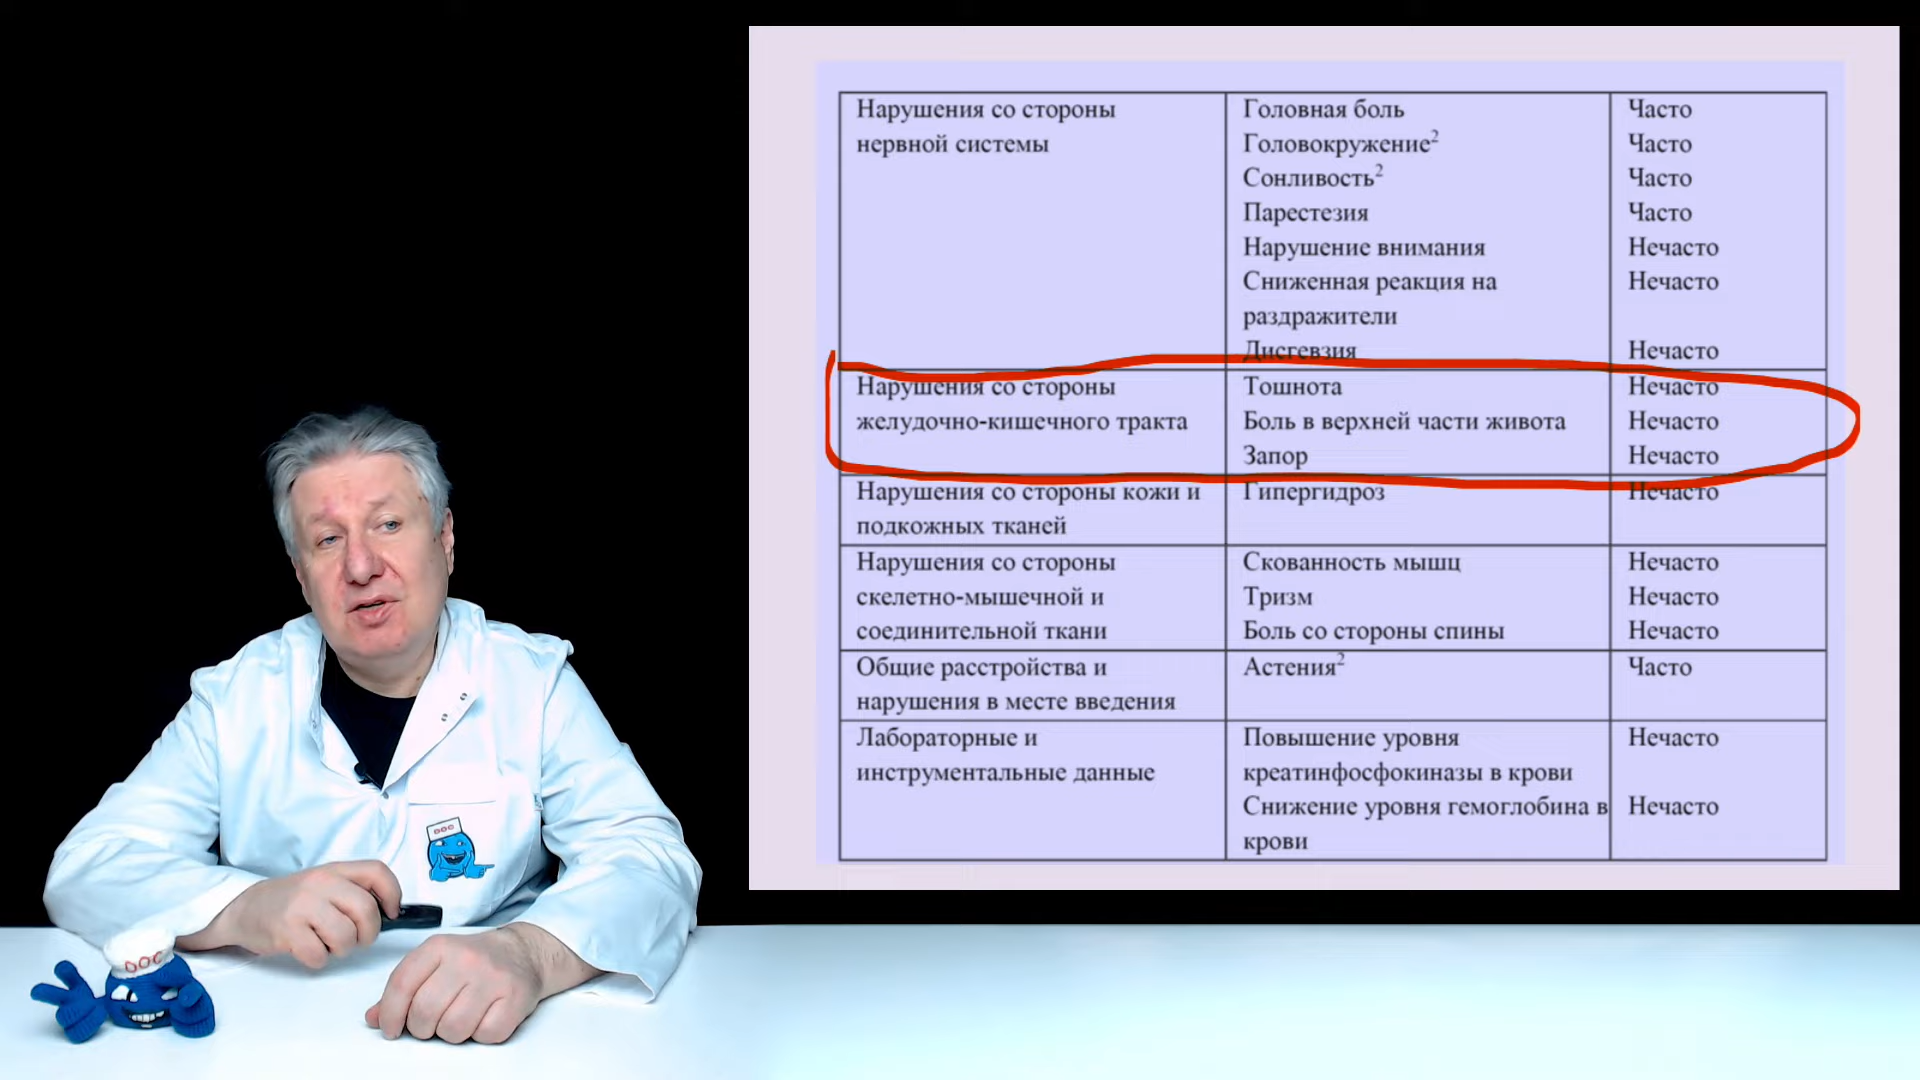 Нарушения со стороны
нервной системы
Головная боль
Головокружение2
Сонливость2
Парестезия
Нарушение внимания
Сниженная реакция на
раздражители
Дисгевзия
Часто
Часто
Часто
Часто
Нечасто
Нечасто
Нечасто
Нарушения со стороны
желудочно-кишечного тракта
Тошнота
Боль в верхней части живота
Запор
Нечасто
Нечасто
Нечасто
Нарушения со стороны кожи и
подкожных тканей
Гипергидроз
Нечасто
Нарушения со стороны
скелетно-мышечной и
соединительной ткани
Скованность мышц
Тризм
Боль со стороны спины
Нечасто
Нечасто
Нечасто
Общие расстройства и
нарушения в месте введения
Астения2
Часто
Лабораторные и
инструментальные данные
Повышение уровня
креатинфосфокиназы в крови
Снижение уровня гемоглобина в
крови
Нечасто
Нечасто
DOC
DOC